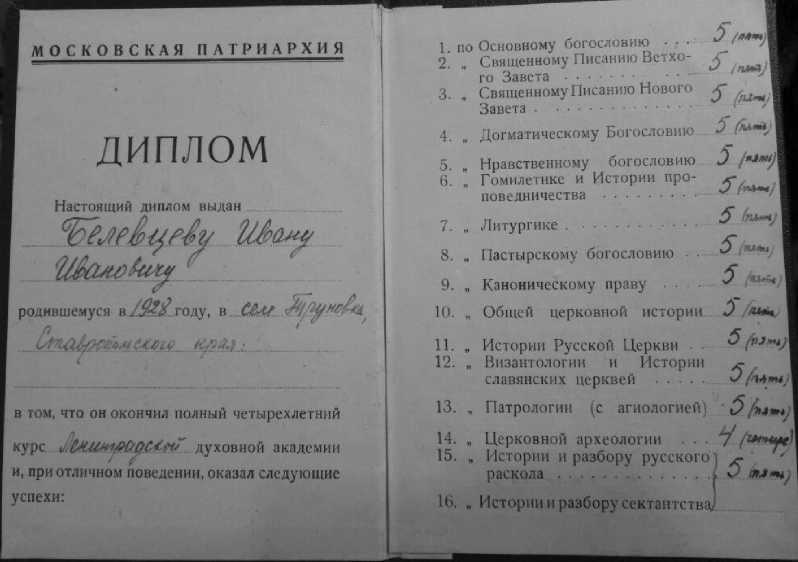 МОСКОВСКАЯ ПАТРИАРХИЯ
ДИПЛОМ
Настоящий диплом выдан
Белевцеву Ивану
Ивановичу
родившемуся в 1928 году, в селе Труновка,
Ставропольского края:
в том, что он окончил полный четырехлетний
курс Ленинградской духовной академии
и, при отличном поведении, оказал следующие
успехи:
1. по Основному богословию . . . 5 (пять)
2. „ Священному Писанию Ветхо-
го Завета . . . . . . . . . 5 (пять)
3. „ Священному Писанию Нового
Завета . . . . . . . . . . . 5 (пять)
4. „ Догматическому Богословию 5 (пять)
5. „ Нравственному богословию 5 (пять)
6. „ Гомилетике и Истории про-
поведничества . . . . . . 5 (пять)
7. „ Литургике . . . . . . . . . 5 (пять)
8. „ Пастырскому богословию . . 5 (пять)
9. „ Каноническому праву . . . 5 (пять)
10. „ Общей церковной истории 5 (пять)
11. „ Истории Русской Церкви . . 5 (пять)
12. „ Византологии и Истории
славянских церквей . . . . . 5 (пять)
13. „ Патрологии (с агиологией) . 5 (пять)
14. „ Церковной археологии . . . 4 (четыре)
15. „ Истории и разбору русского
раскола . . . . . . . . . . . 5 (пять)
16. „ Истории и разбору сектантства